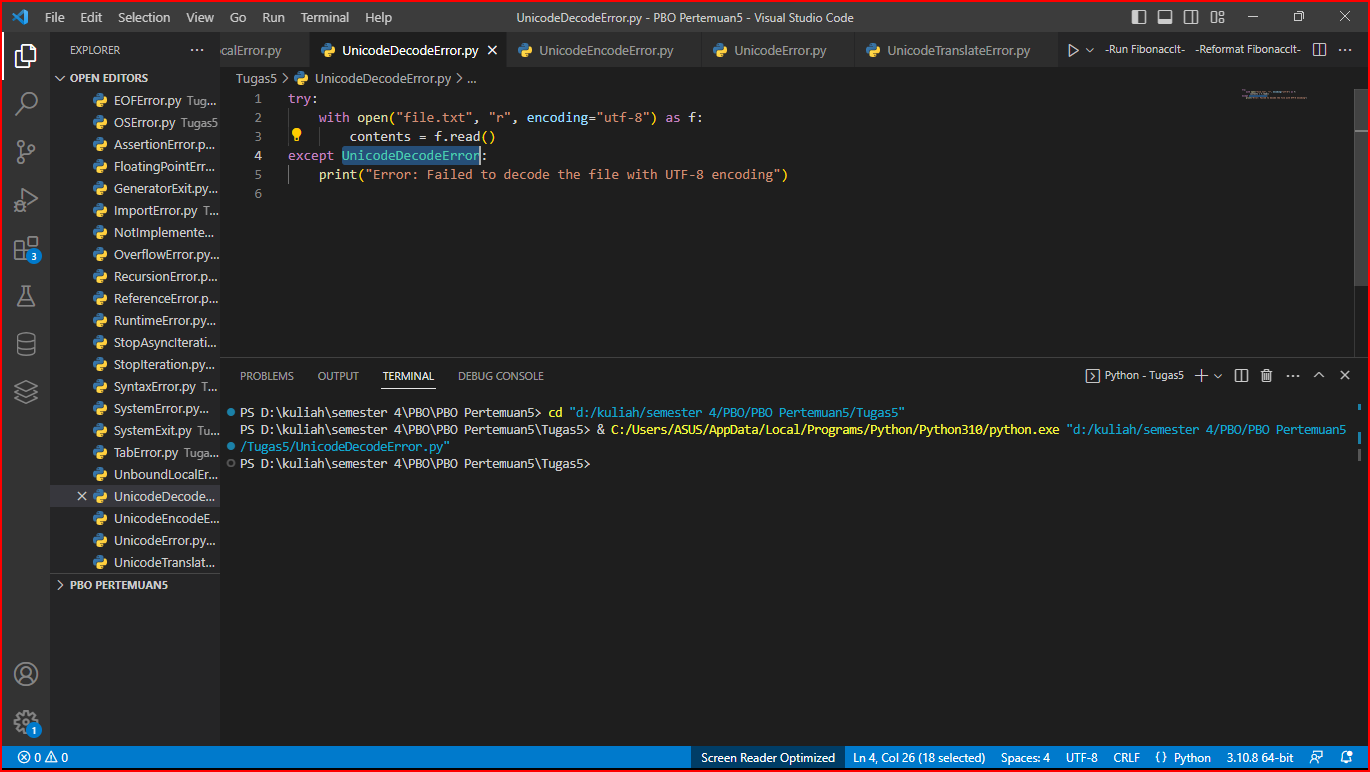 File Edit Selection View Go Run Terminal Help
UnicodeDecodeError.py - PBO Pertemuan5 - Visual Studio Code
EXPLORER
OPEN EDITORS
EOFError.py Tug...
OSError.py Tugas5
AssertionError.p...
FloatingPointErr...
GeneratorExit.py...
ImportError.py T...
NotImplemente...
OverflowError.py...
RecursionError.p...
ReferenceError.p...
RuntimeError.py...
StopAsyncIterati...
StopIteration.py...
SyntaxError.py T...
SystemError.py...
SystemExit.py Tu...
TabError.py Tuga...
UnboundLocalEr...
UnicodeDecode...
UnicodeEncodeE...
UnicodeError.py...
UnicodeTranslat...
PBO PERTEMUAN5
3
1
calError.py UnicodeDecodeError.py UnicodeEncodeError.py UnicodeError.py UnicodeTranslateError.py -Run FibonaccIt- -Reformat FibonaccIt-
Tugas5 > UnicodeDecodeError.py > ...
1 try:
2 with open("file.txt", "r", encoding="utf-8") as f:
3 contents = f.read()
4 except UnicodeDecodeError:
5 print("Error: Failed to decode the file with UTF-8 encoding")
6
PROBLEMS OUTPUT TERMINAL DEBUG CONSOLE Python - Tugas5
PS D:\kuliah\semester 4\PBO\PBO Pertemuan5> cd "d:/kuliah/semester 4/PBO/PBO Pertemuan5/Tugas5"
PS D:\kuliah\semester 4\PBO\PBO Pertemuan5\Tugas5> & C:/Users/ASUS/AppData/Local/Programs/Python/Python310/python.exe "d:/kuliah/semester 4/PBO/PBO Pertemuan5
/Tugas5/UnicodeDecodeError.py"
PS D:\kuliah\semester 4\PBO\PBO Pertemuan5\Tugas5>
0 0 Screen Reader Optimized Ln 4, Col 26 (18 selected) Spaces: 4 UTF-8 CRLF {} Python 3.10.8 64-bit